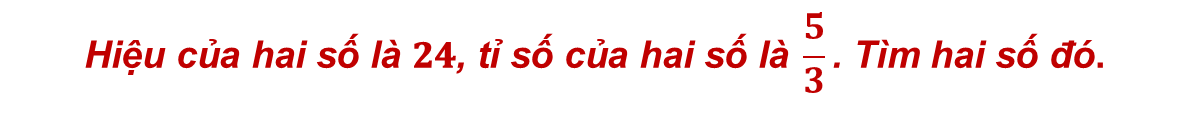 Hiệu của hai số là 24, tỉ số của hai số là 5/3. Tìm hai số đó.